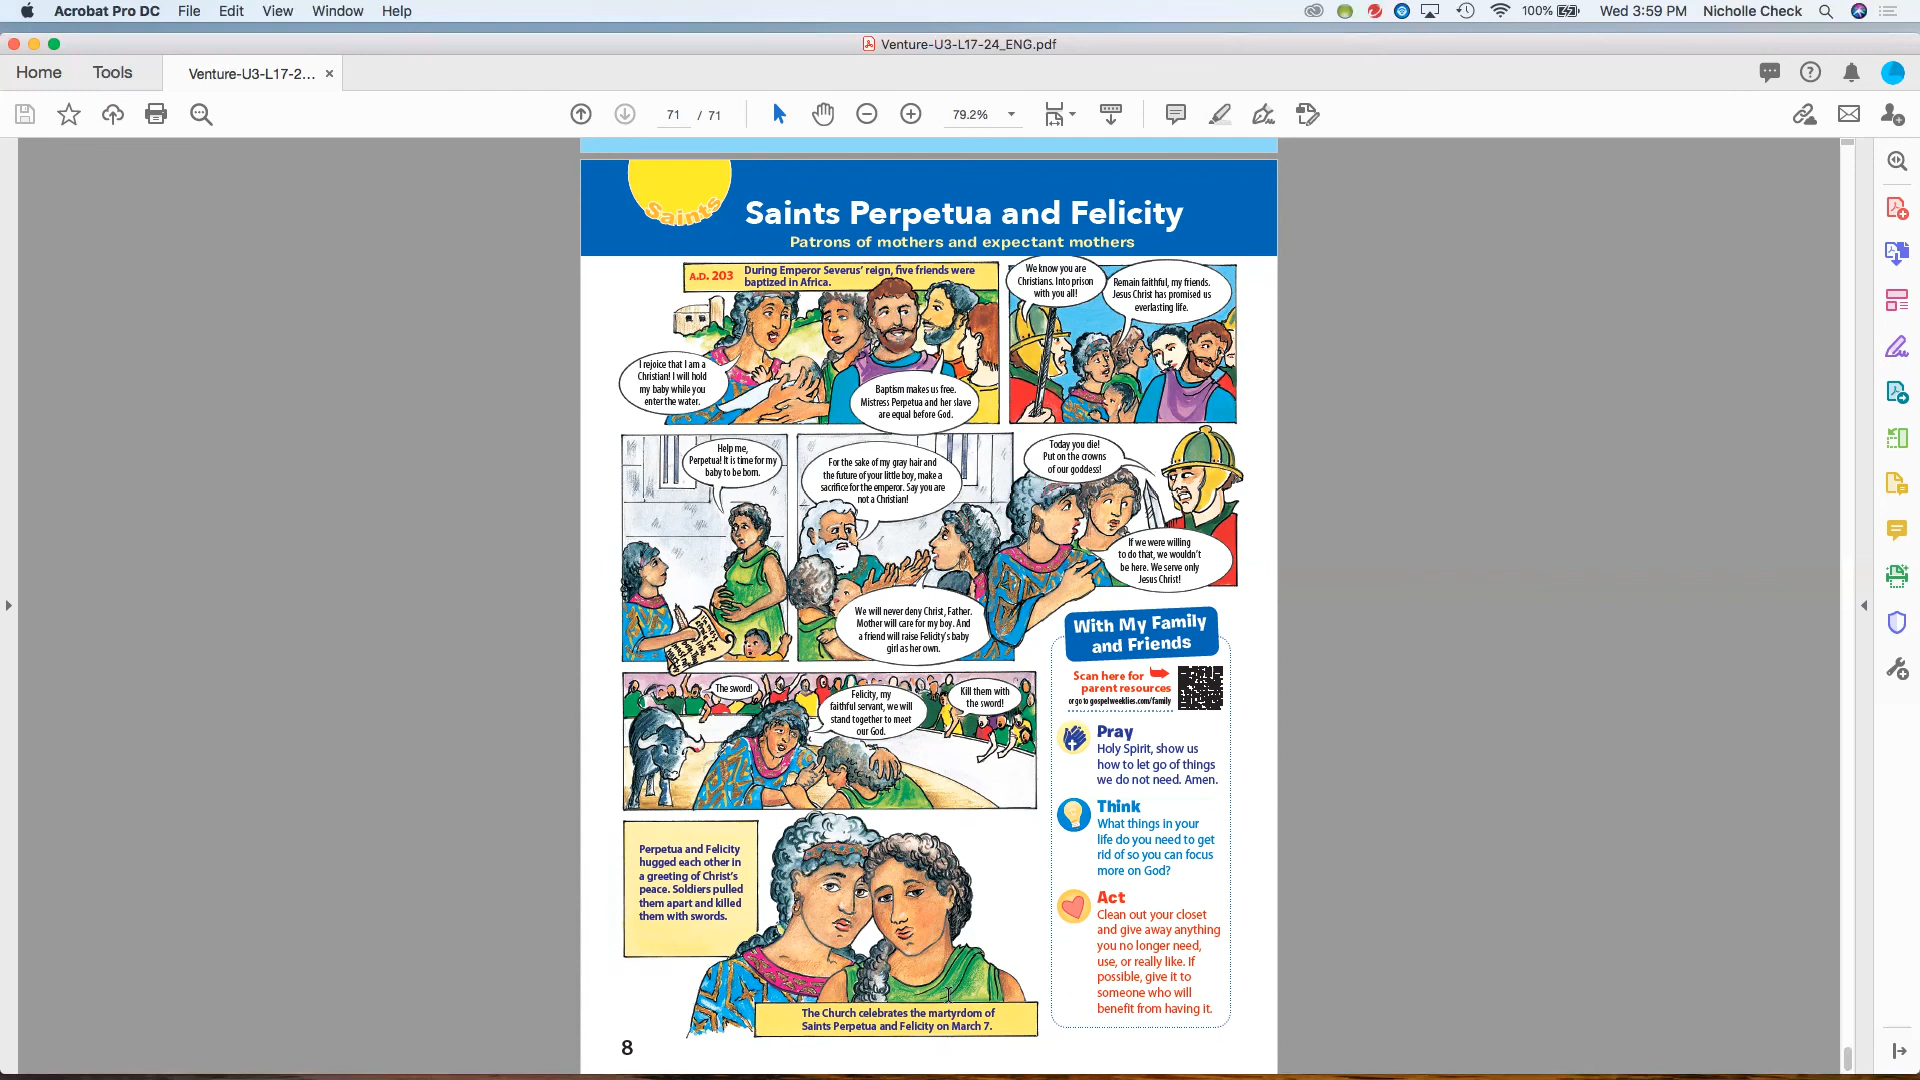 Acrobat Pro DC File Edit View Window Help
100% Wed 3:59 PM Nicholle Check
Venture-U3-L17-24_ENG.pdf
Home Tools Venture-U3-L17-2... ×
71 / 71 79.2%
Saints
Saints Perpetua and Felicity
Patrons of mothers and expectant mothers
A.D. 203
During Emperor Severus’ reign, five friends were
baptized in Africa.
I rejoice that I am a
Christian! I will hold
my baby while you
enter the water.
Baptism makes us free.
Mistress Perpetua and her slave
are equal before God.
We know you are
Christians. Into prison
with you all!
Remain faithful, my friends.
Jesus Christ has promised us
everlasting life.
Help me,
Perpetua! It is time for my
baby to be born.
For the sake of my gray hair and
the future of your little boy, make a
sacrifice for the emperor. Say you are
not a Christian!
We will never deny Christ, Father.
Mother will care for my boy. And
a friend will raise Felicity’s baby
girl as her own.
Today you die!
Put on the crowns
of our goddess!
If we were willing
to do that, we wouldn’t
be here. We serve only
Jesus Christ!
The sword!
Felicity, my
faithful servant, we will
stand together to meet
our God.
Kill them with
the sword!
Perpetua and Felicity
hugged each other in
a greeting of Christ’s
peace. Soldiers pulled
them apart and killed
them with swords.
The Church celebrates the martyrdom of
Saints Perpetua and Felicity on March 7.
With My Family
and Friends
Scan here for
parent resources
or go to gospelweeklies.com/family
Pray
Holy Spirit, show us
how to let go of things
we do not need. Amen.
Think
What things in your
life do you need to get
rid of so you can focus
more on God?
Act
Clean out your closet
and give away anything
you no longer need,
use, or really like. If
possible, give it to
someone who will
benefit from having it.
8